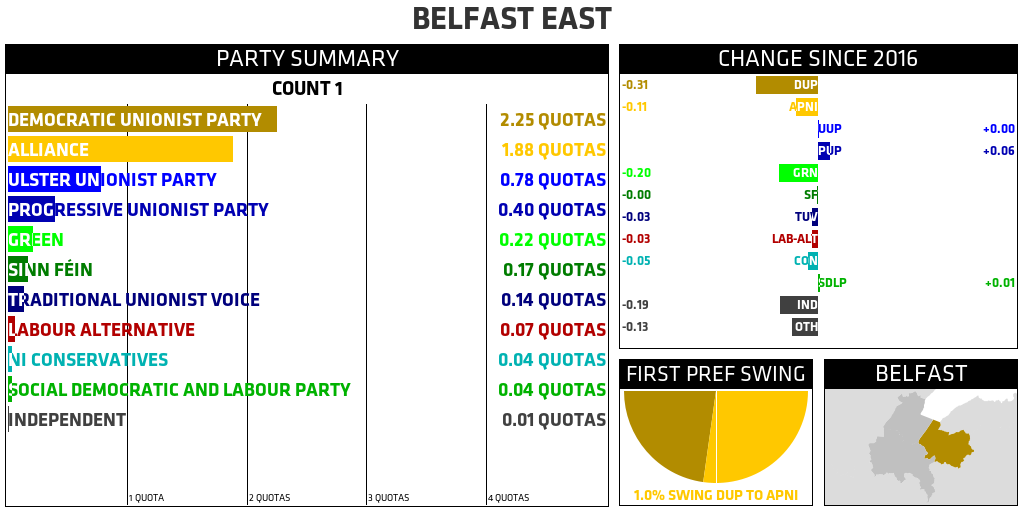 BELFAST EAST
PARTY SUMMARY
COUNT 1
DEMOCRATIC UNIONIST PARTY 2.25 QUOTAS
ALLIANCE 1.88 QUOTAS
ULSTER UNIONIST PARTY 0.78 QUOTAS
PROGRESSIVE UNIONIST PARTY 0.40 QUOTAS
GREEN 0.22 QUOTAS
SINN FÉIN 0.17 QUOTAS
TRADITIONAL UNIONIST VOICE 0.14 QUOTAS
LABOUR ALTERNATIVE 0.07 QUOTAS
NI CONSERVATIVES 0.04 QUOTAS
SOCIAL DEMOCRATIC AND LABOUR PARTY 0.04 QUOTAS
INDEPENDENT 0.01 QUOTAS
1 QUOTA 2 QUOTAS 3 QUOTAS 4 QUOTAS
CHANGE SINCE 2016
-0.31 DUP
-0.11 APNI
UUP +0.00
PUP +0.06
-0.20 GRN
-0.00 SF
-0.03 TUV
-0.03 LAB-ALT
-0.05 CON
SDLP +0.01
-0.19 IND
-0.13 OTH
FIRST PREF SWING
1.0% SWING DUP TO APNI
BELFAST